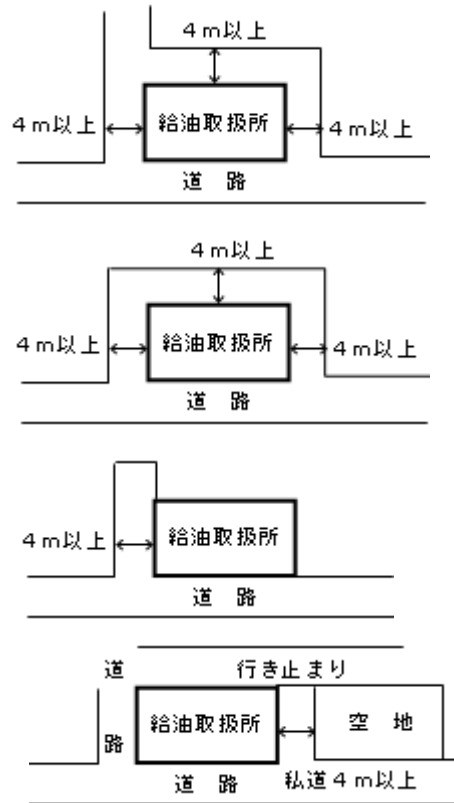 4m以上
4m以上
給油取扱所
4m以上
道 路
4m以上
4m以上
給油取扱所
4m以上
道 路
4m以上
給油取扱所
道 路
道 路
行き止まり
給油取扱所
空 地
道 路
私道4m以上